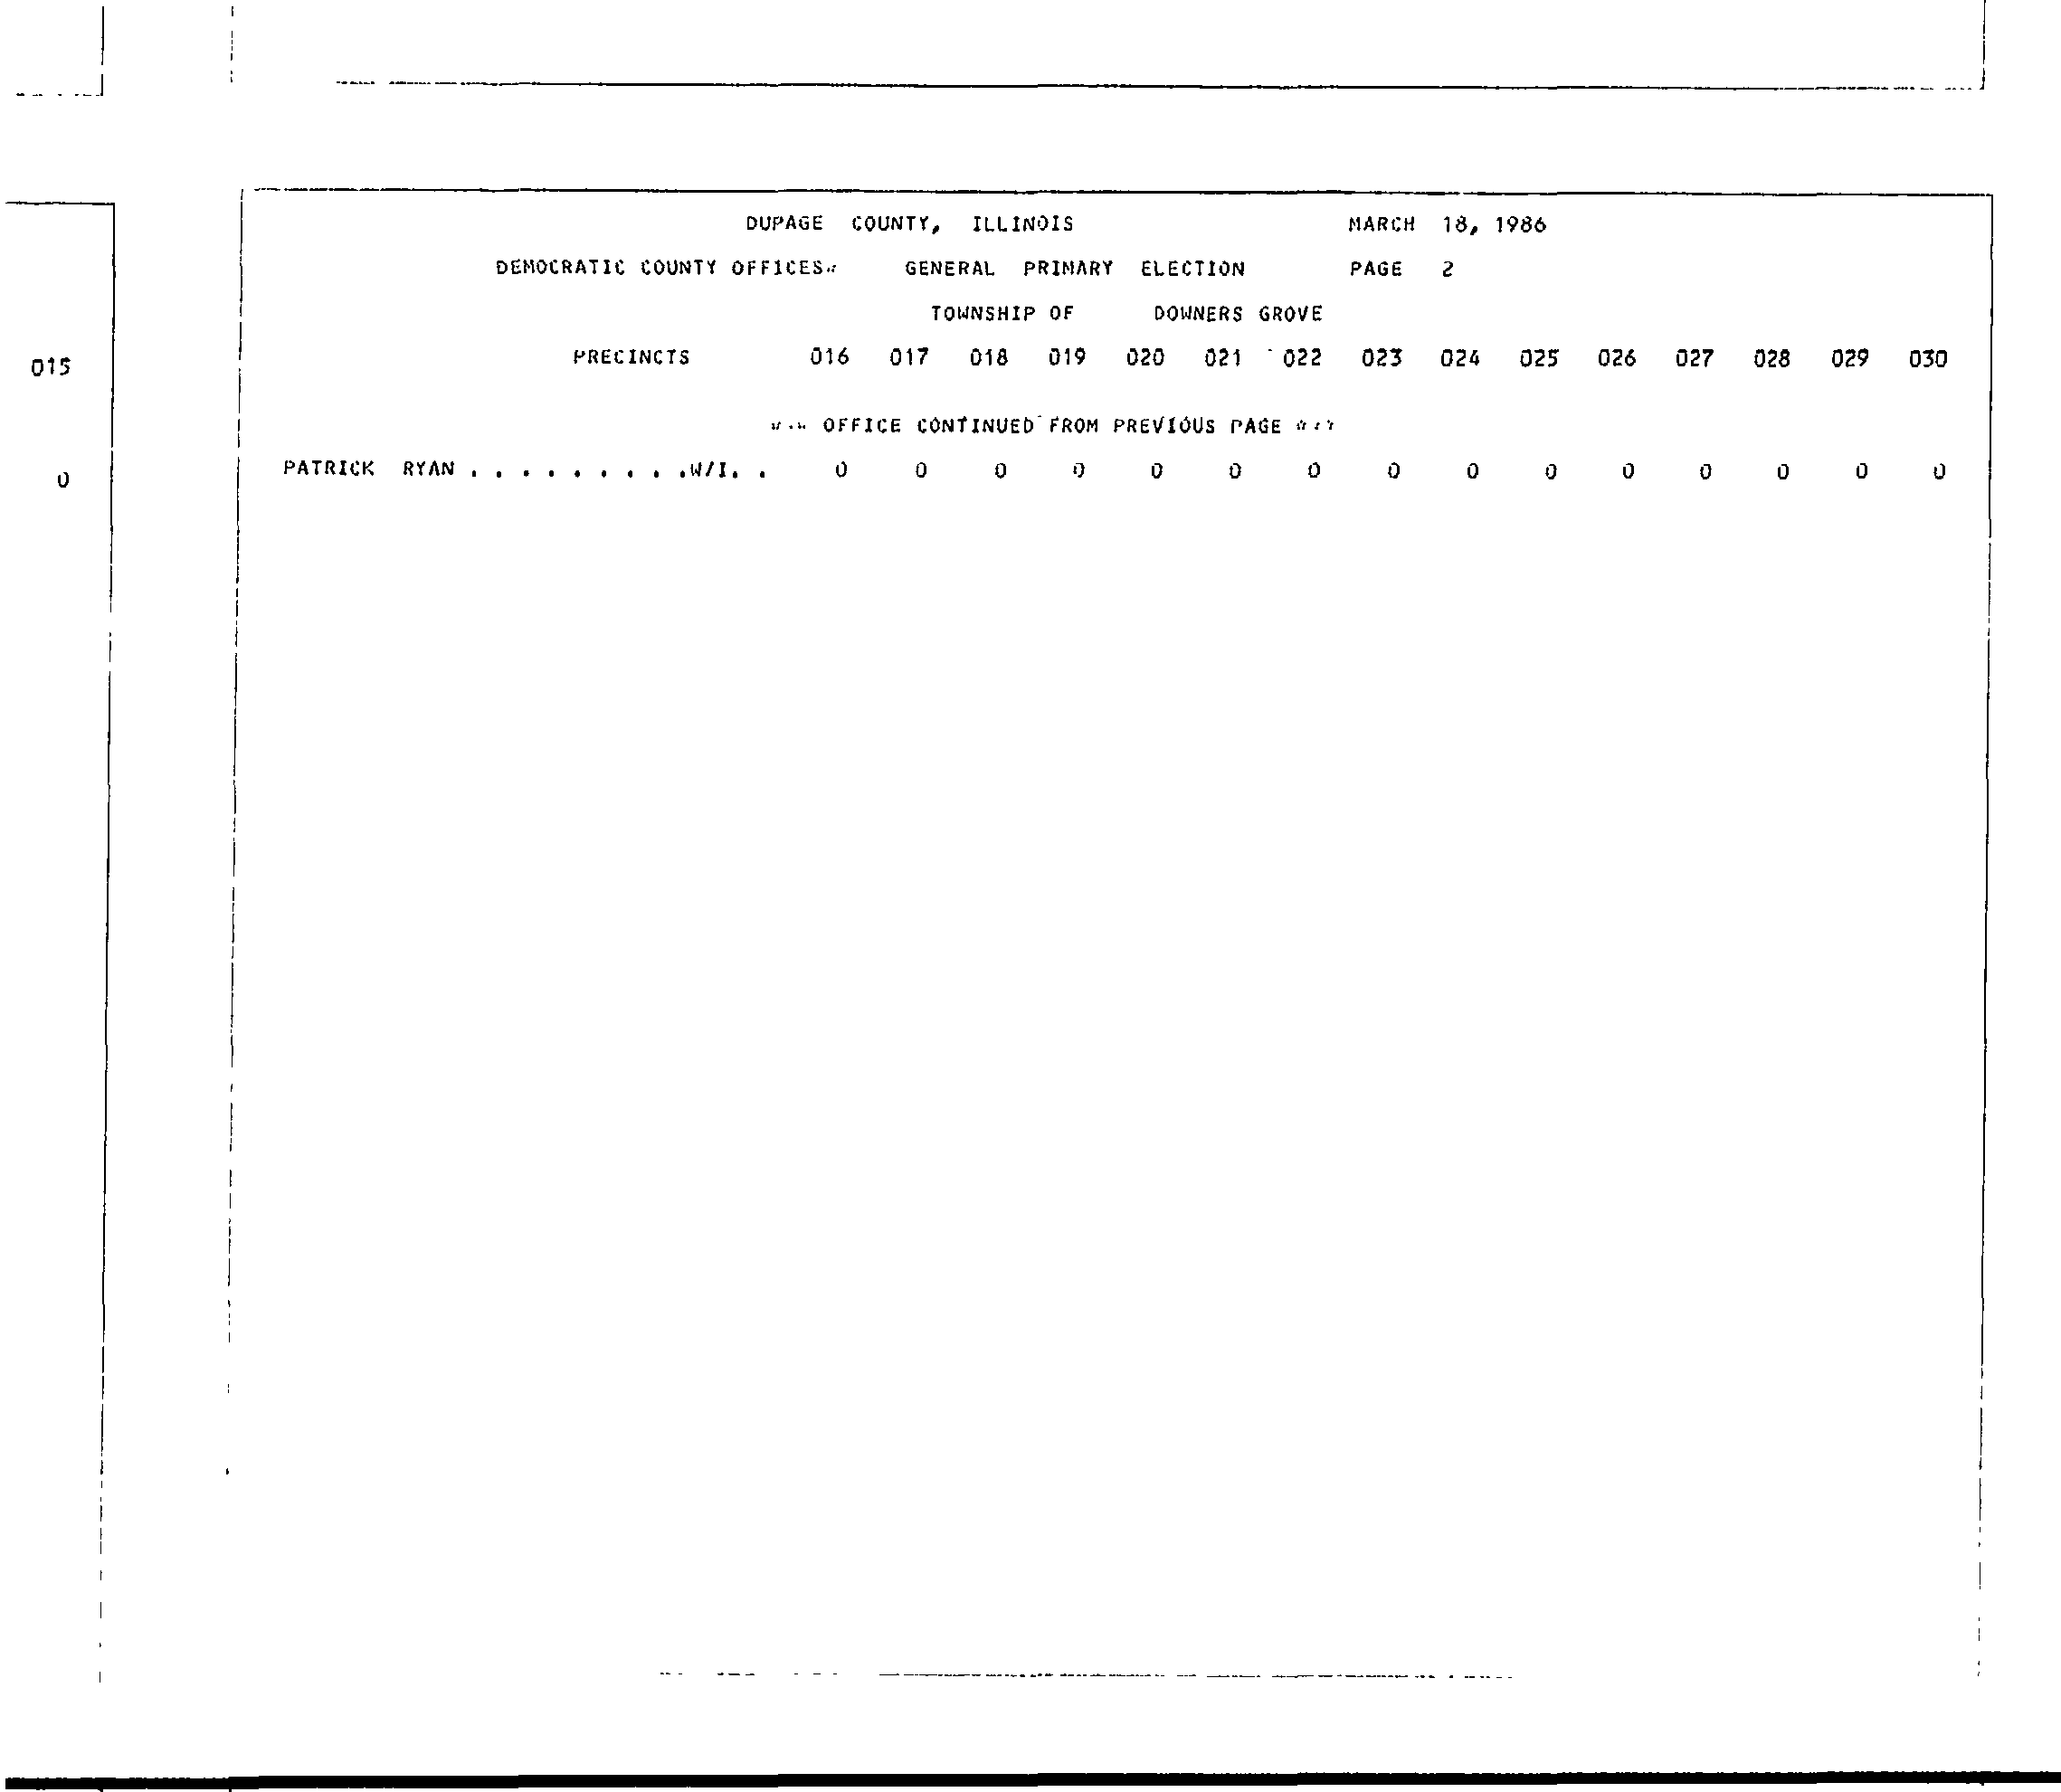 DUPAGE COUNTY, ILLINOIS MARCH 18, 1986
DEMOCRATIC COUNTY OFFICES GENERAL PRIMARY ELECTION PAGE 2
TOWNSHIP OF DOWNERS GROVE
015
PRECINCTS 016 017 018 019 020 021 022 023 024 025 026 027 028 029 030
OFFICE CONTINUED FROM PREVIOUS PAGE
0
PATRICK RYAN . . . . . . . . .W/I. . 0 0 0 0 0 0 0 0 0 0 0 0 0 0 0